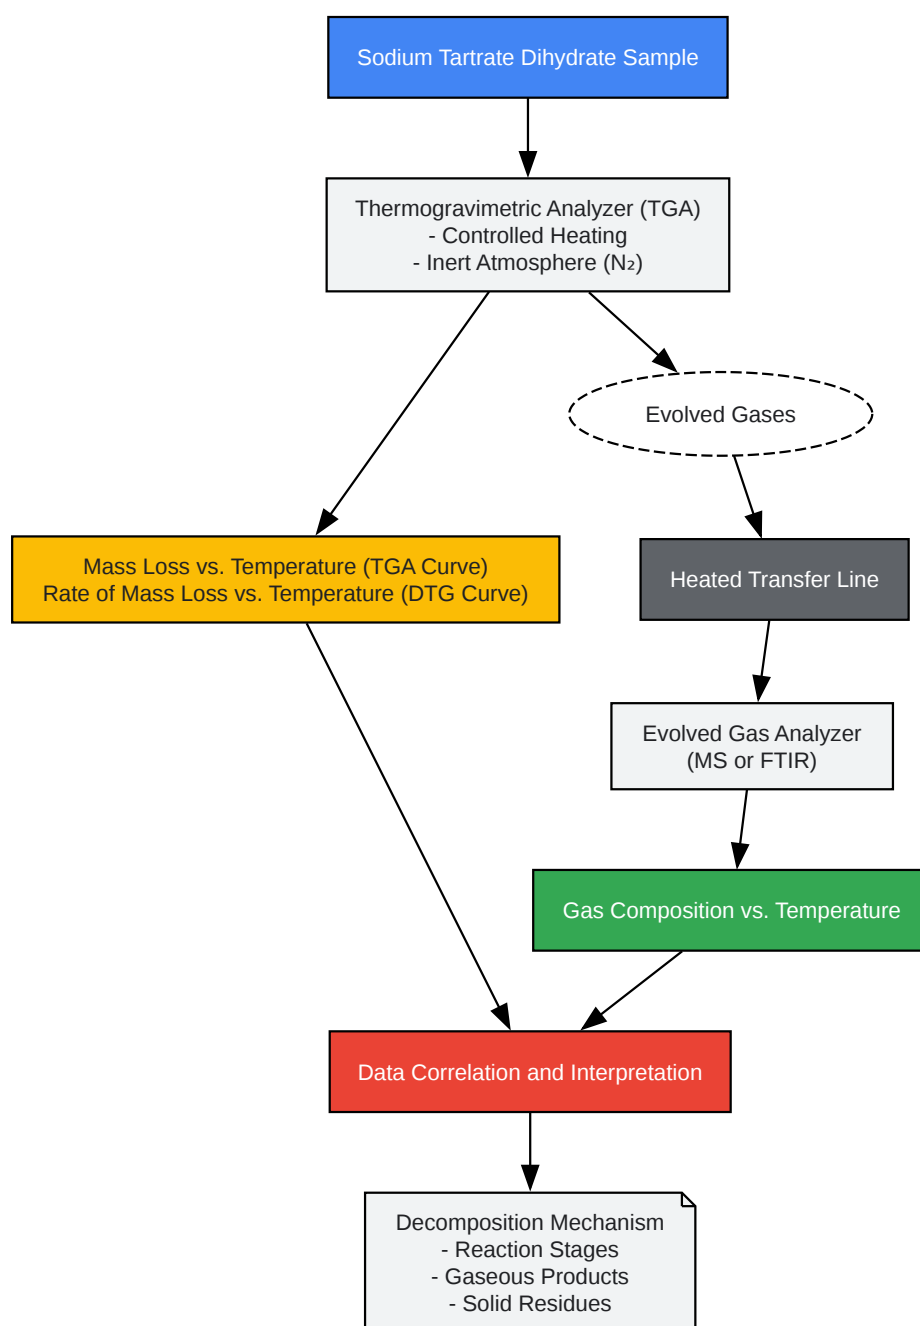 Sodium Tartrate Dihydrate Sample
Thermogravimetric Analyzer (TGA)
- Controlled Heating
- Inert Atmosphere (N₂)
Evolved Gases
Mass Loss vs. Temperature (TGA Curve)
Rate of Mass Loss vs. Temperature (DTG Curve)
Heated Transfer Line
Evolved Gas Analyzer
(MS or FTIR)
Gas Composition vs. Temperature
Data Correlation and Interpretation
Decomposition Mechanism
- Reaction Stages
- Gaseous Products
- Solid Residues